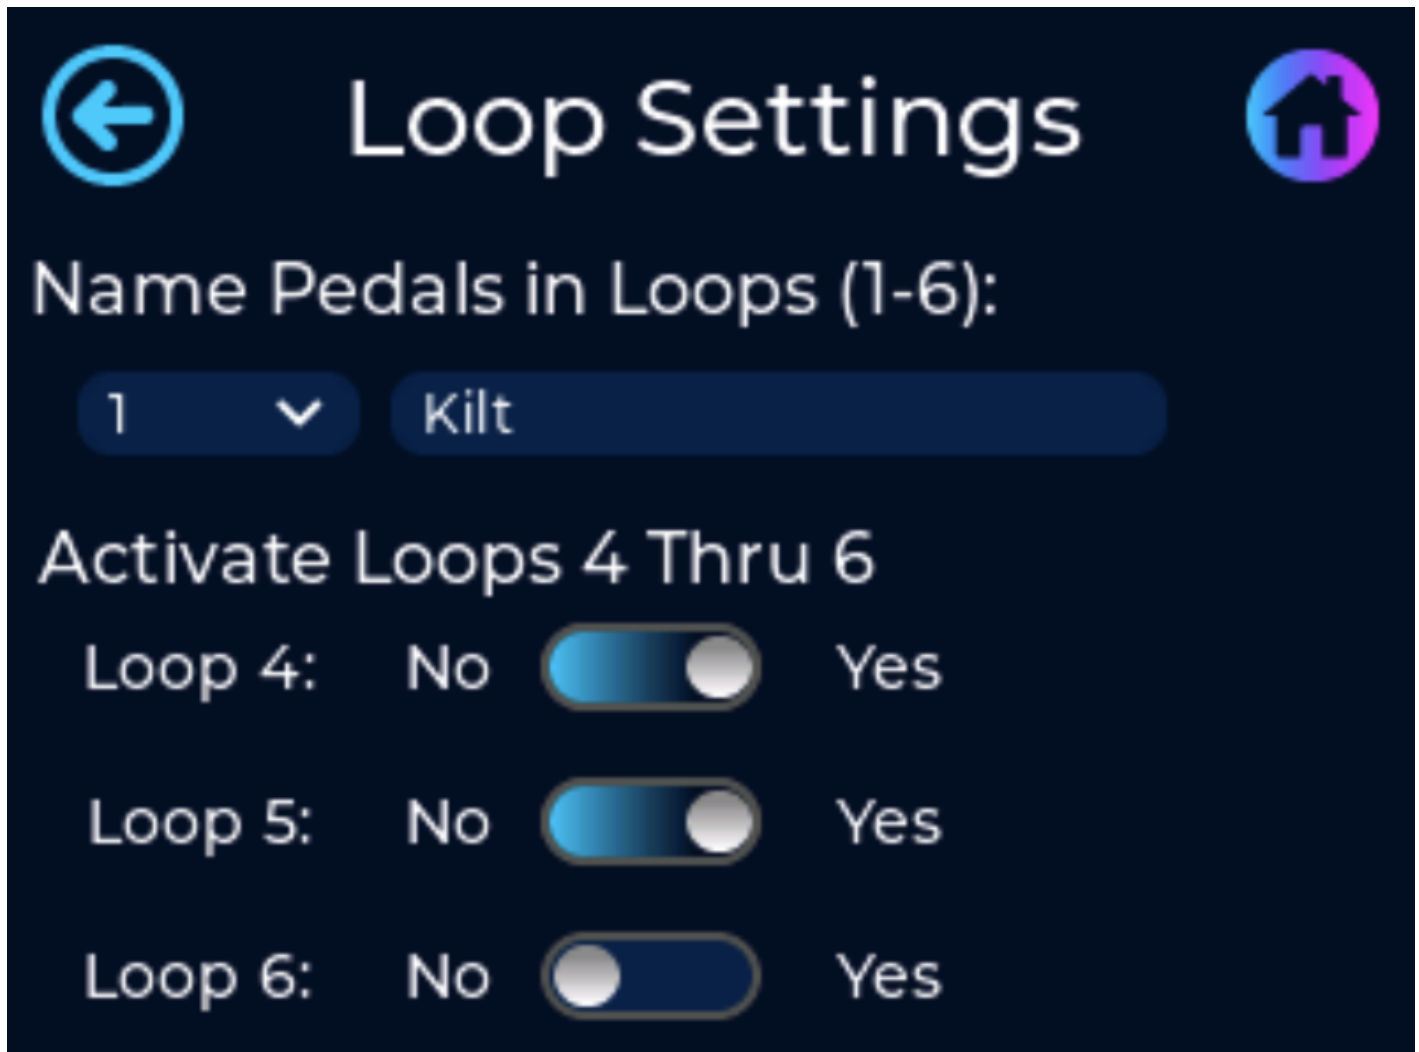 Loop Settings
Name Pedals in Loops (1-6):
1 Kilt
Activate Loops 4 Thru 6
Loop 4: No Yes
Loop 5: No Yes
Loop 6: No Yes